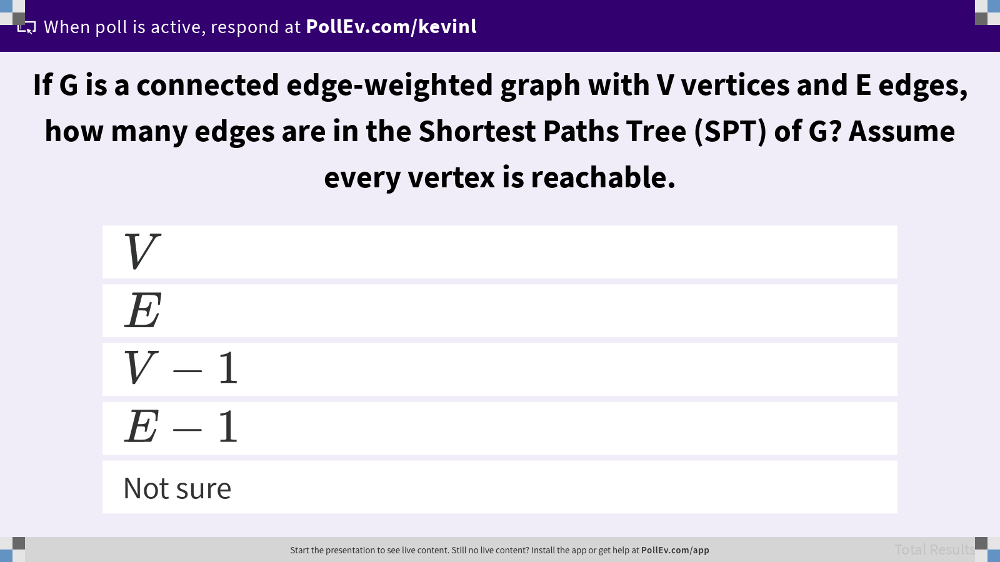 When poll is active, respond at PollEv.com/kevinl
If G is a connected edge-weighted graph with V vertices and E edges,
how many edges are in the Shortest Paths Tree (SPT) of G? Assume
every vertex is reachable.
V
E
V − 1
E − 1
Not sure
Start the presentation to see live content. Still no live content? Install the app or get help at PollEv.com/app
Total Results